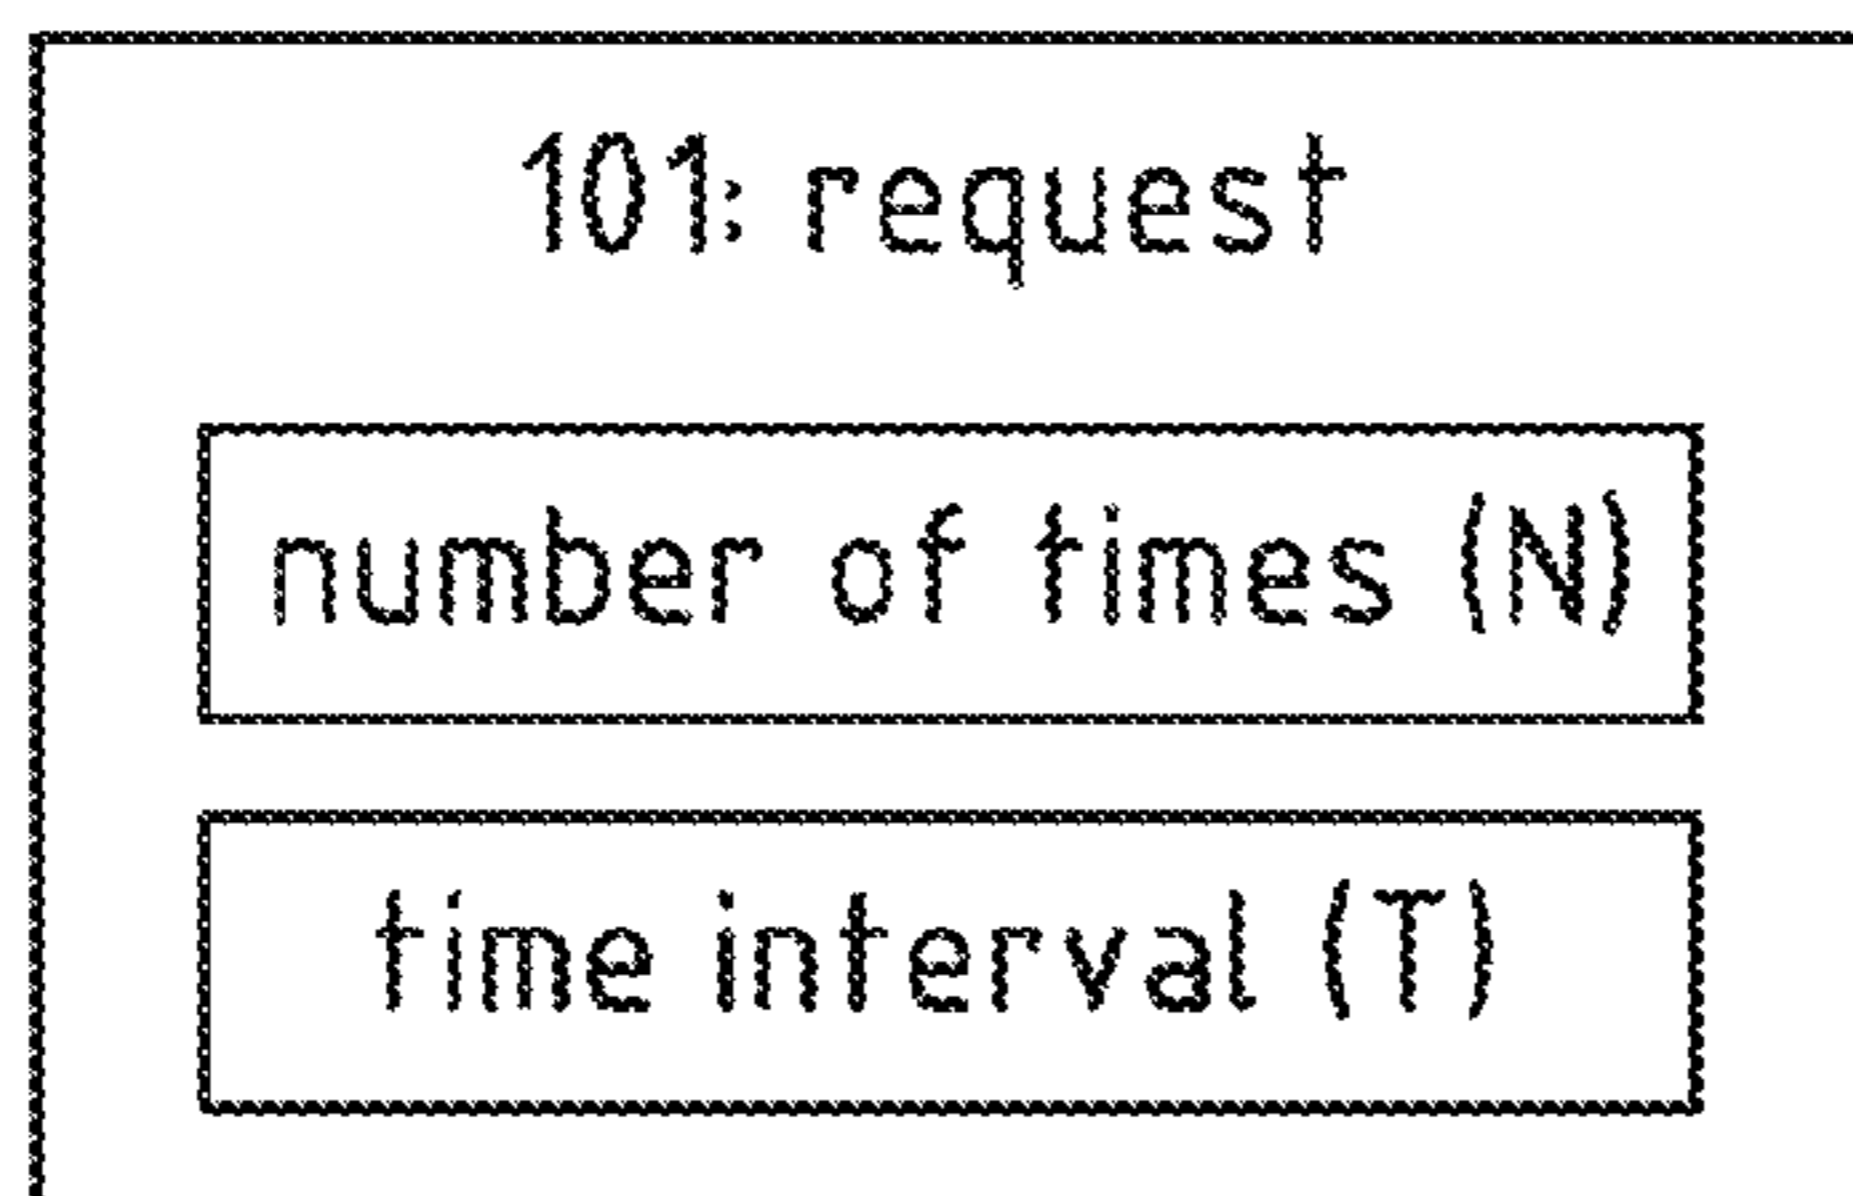 101: request
number of times (N)
time interval (T)